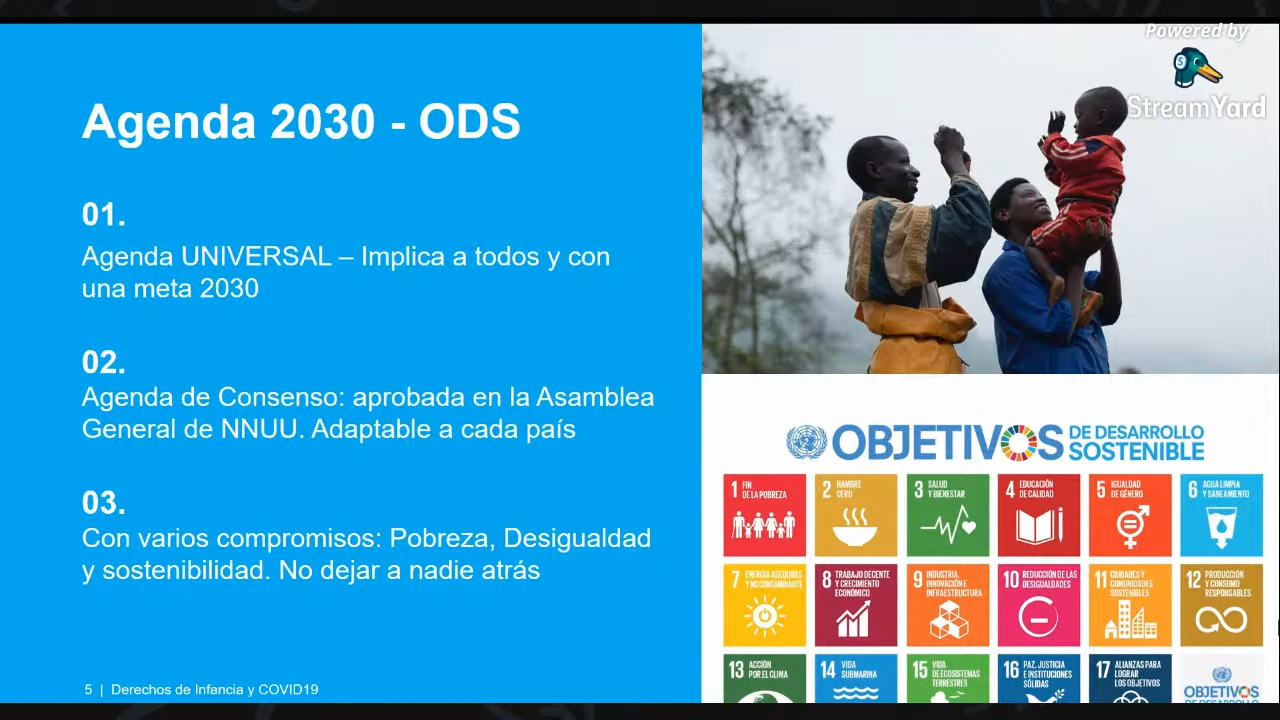 Powered by
StreamYard
Agenda 2030 - ODS
01.
Agenda UNIVERSAL – Implica a todos y con
una meta 2030
02.
Agenda de Consenso: aprobada en la Asamblea
General de NNUU. Adaptable a cada país
03.
Con varios compromisos: Pobreza, Desigualdad
y sostenibilidad. No dejar a nadie atrás
5 | Derechos de Infancia y COVID19
OBJETIVOS
DE DESARROLLO
SOSTENIBLE
1 FIN
DE LA POBREZA
2 HAMBRE
CERO
3 SALUD
Y BIENESTAR
4 EDUCACIÓN
DE CALIDAD
5 IGUALDAD
DE GÉNERO
6 AGUA LIMPIA
Y SANEAMIENTO
7 ENERGÍA ASEQUIBLE
Y NO CONTAMINANTE
8 TRABAJO DECENTE
Y CRECIMIENTO
ECONÓMICO
9 INDUSTRIA,
INNOVACIÓN E
INFRAESTRUCTURA
10 REDUCCIÓN DE LAS
DESIGUALDADES
11 CIUDADES Y
COMUNIDADES
SOSTENIBLES
12 PRODUCCIÓN
Y CONSUMO
RESPONSABLES
13 ACCIÓN
POR EL CLIMA
14 VIDA
SUBMARINA
15 VIDA
DE ECOSISTEMAS
TERRESTRES
16 PAZ, JUSTICIA
E INSTITUCIONES
SÓLIDAS
17 ALIANZAS PARA
LOGRAR
LOS OBJETIVOS
OBJETIVOS
DE DESARROLLO